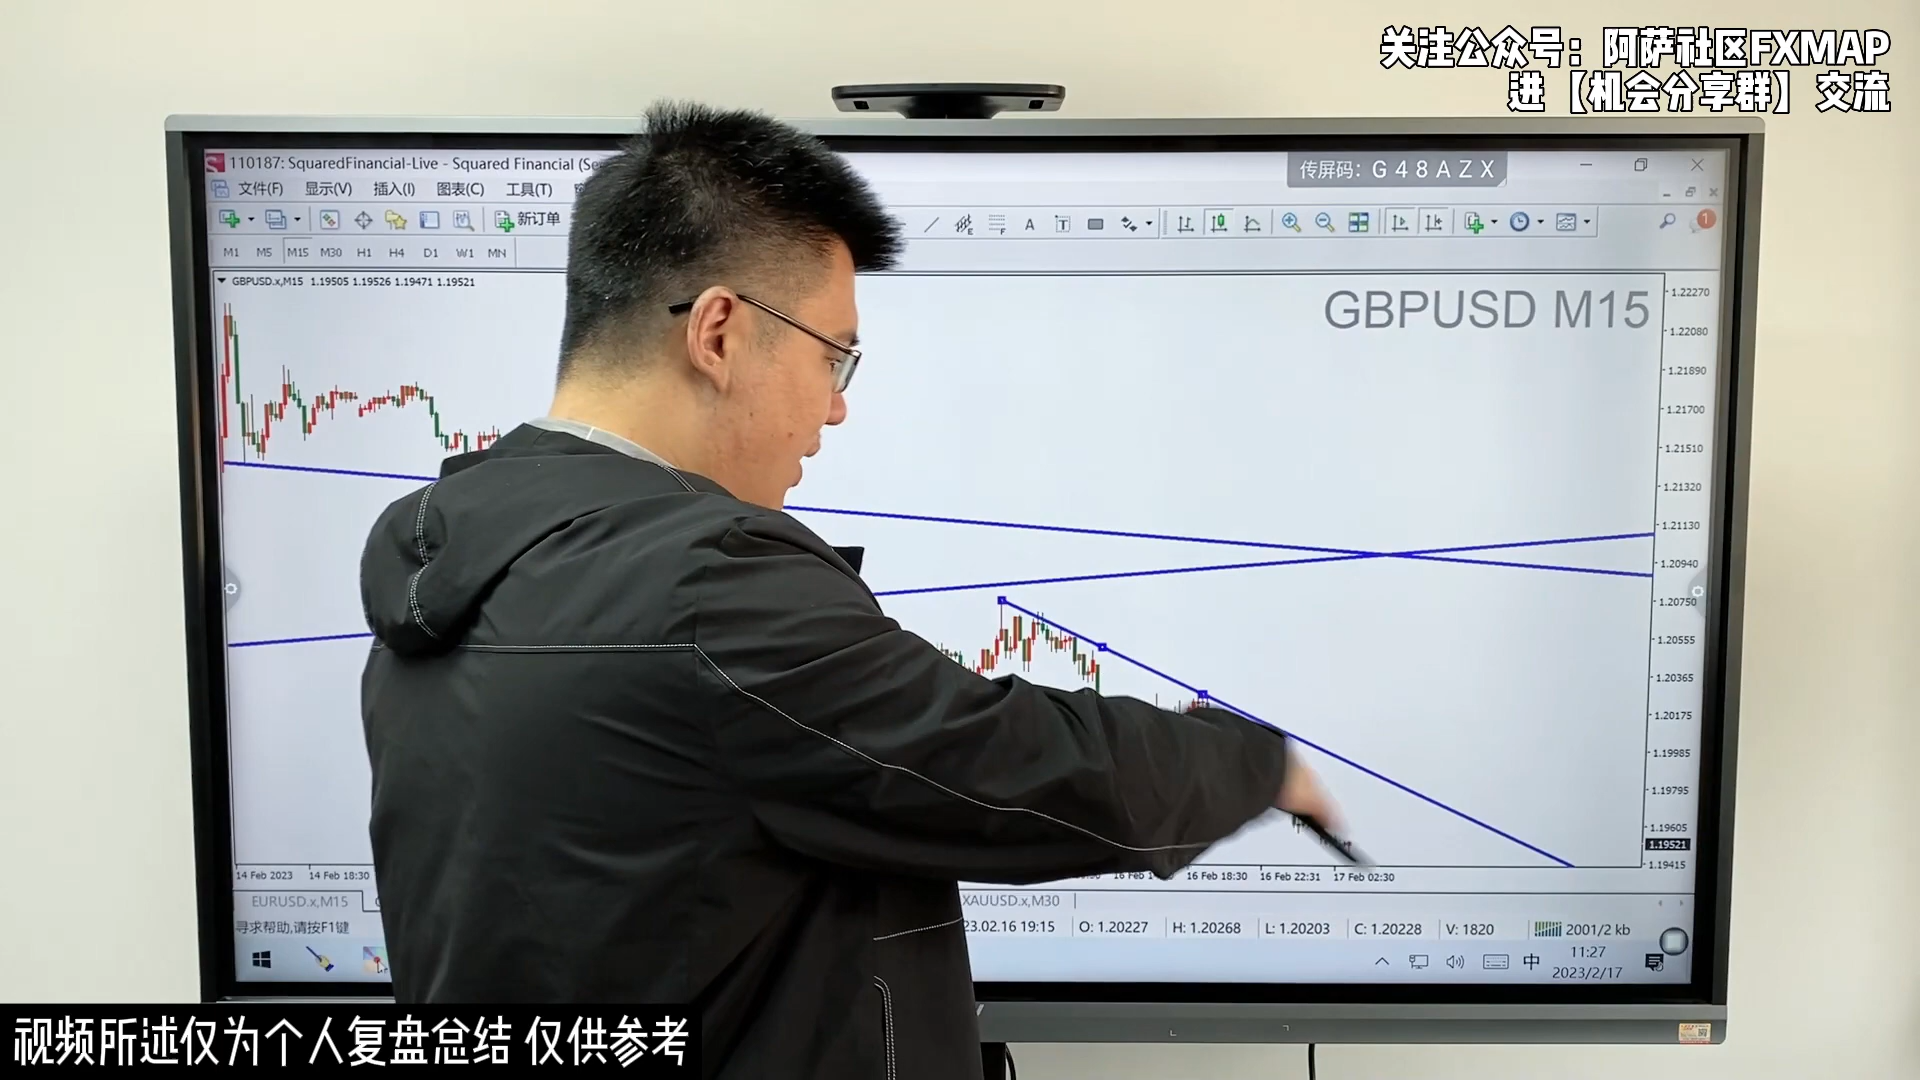 关注公众号：阿萨社区FXMAP
进【机会分享群】交流
110187: SquaredFinancial-Live - Squared Financial (Se
传屏码：G48AZX
文件(F) 显示(V) 插入(I) 图表(C) 工具(T)
新订单
M1 M5 M15 M30 H1 H4 D1 W1 MN
GBPUSD.x,M15 1.19505 1.19526 1.19471 1.19521
GBPUSD M15
1.22270
1.22080
1.21890
1.21700
1.21510
1.21320
1.21130
1.20940
1.20750
1.20555
1.20365
1.20175
1.19985
1.19795
1.19605
1.19521
1.19415
14 Feb 2023 14 Feb 18:30 16 Feb 18:30 16 Feb 22:31 17 Feb 02:30
EURUSD.x,M15 XAUUSD.x,M30
寻求帮助,请按F1键 23.02.16 19:15 O: 1.20227 H: 1.20268 L: 1.20203 C: 1.20228 V: 1820 2001/2 kb
中 11:27
2023/2/17
视频所述仅为个人复盘总结 仅供参考